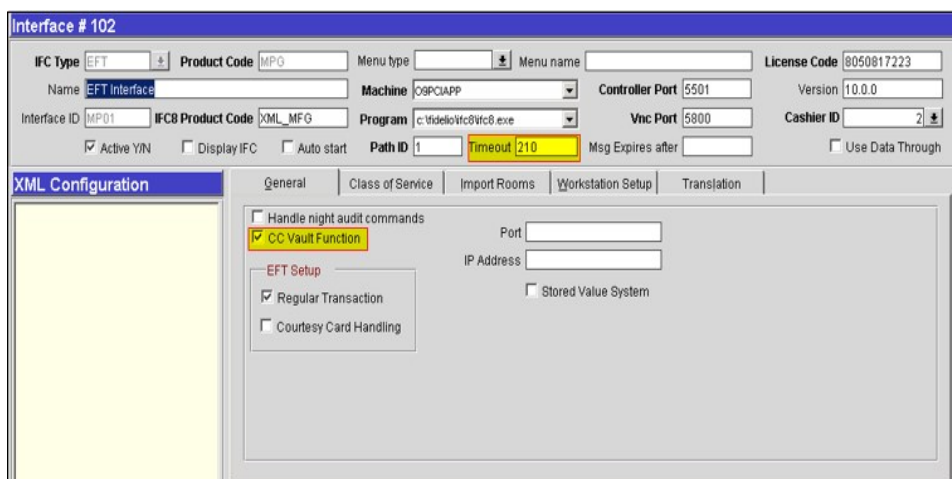 Interface # 102
IFC Type EFT Product Code MPG Menu type Menu name License Code 8050817223
Name EFT Interface Machine O9PCIAPP Controller Port 5501 Version 10.0.0
Interface ID MP01 IFC8 Product Code XML_MFG Program c:\fidelio\ifc8\ifc8.exe Vnc Port 5800 Cashier ID 2
Active Y/N Display IFC Auto start Path ID 1 Timeout 210 Msg Expires after Use Data Through
XML Configuration General Class of Service Import Rooms Workstation Setup Translation
Handle night audit commands
CC Vault Function
Port
IP Address
EFT Setup
Stored Value System
Regular Transaction
Courtesy Card Handling